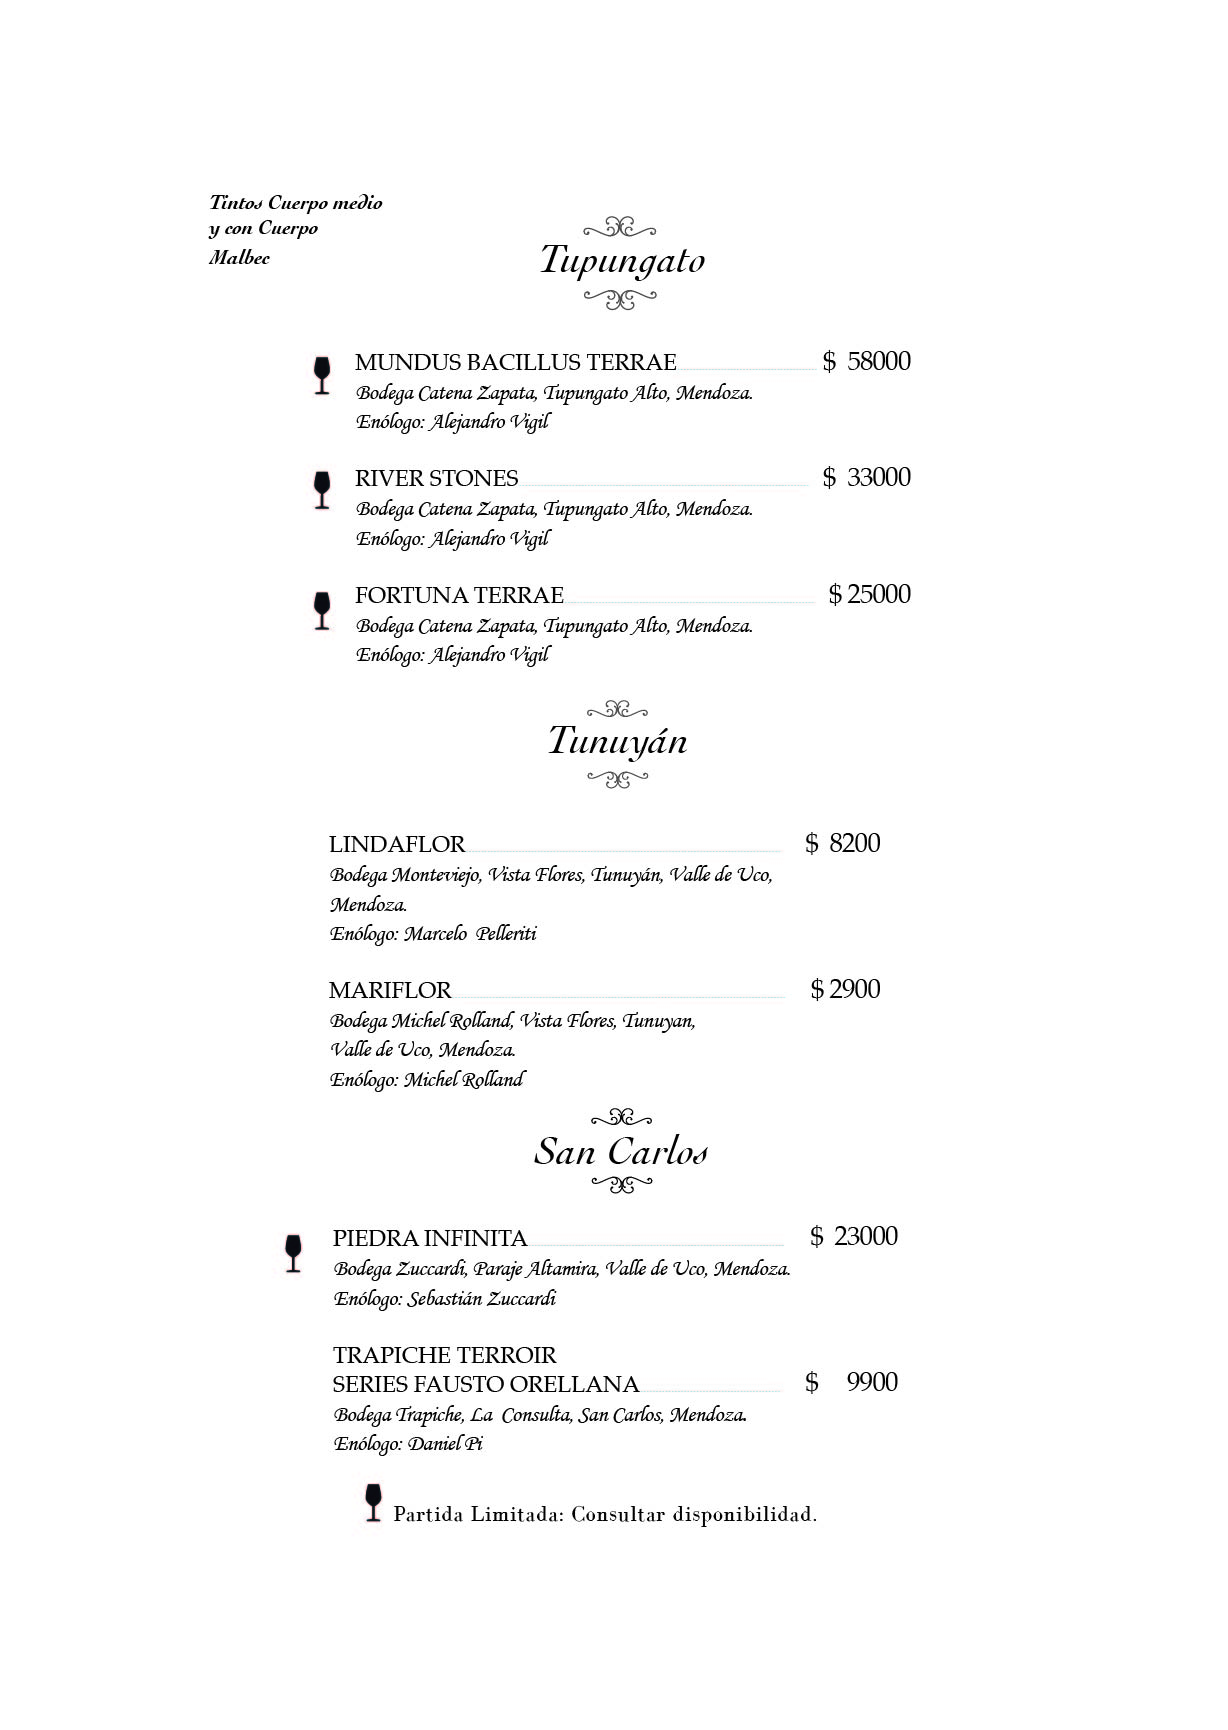 Tintos Cuerpo medio
y con Cuerpo
Malbec
Tupungato
MUNDUS BACILLUS TERRAE $ 58000
Bodega Catena Zapata, Tupungato Alto, Mendoza.
Enólogo: Alejandro Vigil
RIVER STONES $ 33000
Bodega Catena Zapata, Tupungato Alto, Mendoza.
Enólogo: Alejandro Vigil
FORTUNA TERRAE $ 25000
Bodega Catena Zapata, Tupungato Alto, Mendoza.
Enólogo: Alejandro Vigil
Tunuyán
LINDAFLOR $ 8200
Bodega Monteviejo, Vista Flores, Tunuyán, Valle de Uco,
Mendoza.
Enólogo: Marcelo Pelleriti
MARIFLOR $ 2900
Bodega Michel Rolland, Vista Flores, Tunuyan,
Valle de Uco, Mendoza.
Enólogo: Michel Rolland
San Carlos
PIEDRA INFINITA $ 23000
Bodega Zuccardi, Paraje Altamira, Valle de Uco, Mendoza.
Enólogo: Sebastián Zuccardi
TRAPICHE TERROIR
SERIES FAUSTO ORELLANA $ 9900
Bodega Trapiche, La Consulta, San Carlos, Mendoza.
Enólogo: Daniel Pi
Partida Limitada: Consultar disponibilidad.